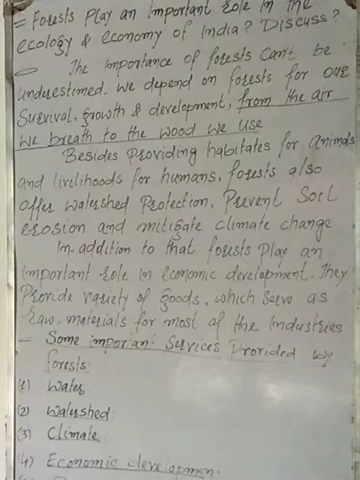 = Forests Play an Important role In the
ecology & economy of India? Discuss?
The Importance of forests Can't be
underestimed. we depend on forests for our
Survival, growth & development, from the air
we breath to the wood we use.
Besides Providing habitates for animals
and livelihoods for humans, forests also
offer watershed Protection, Prevent Soil
erosion and mitigate climate change
In-addition to that forests Play an
important role In economic development. They
Provide variety of goods, which Serve as
raw-materials for most of the Industries
= Some Imporian- Services Provided by
forests:
(1) Water.
(2) watershed.
(3) Climate.
(4) Economic developmen.